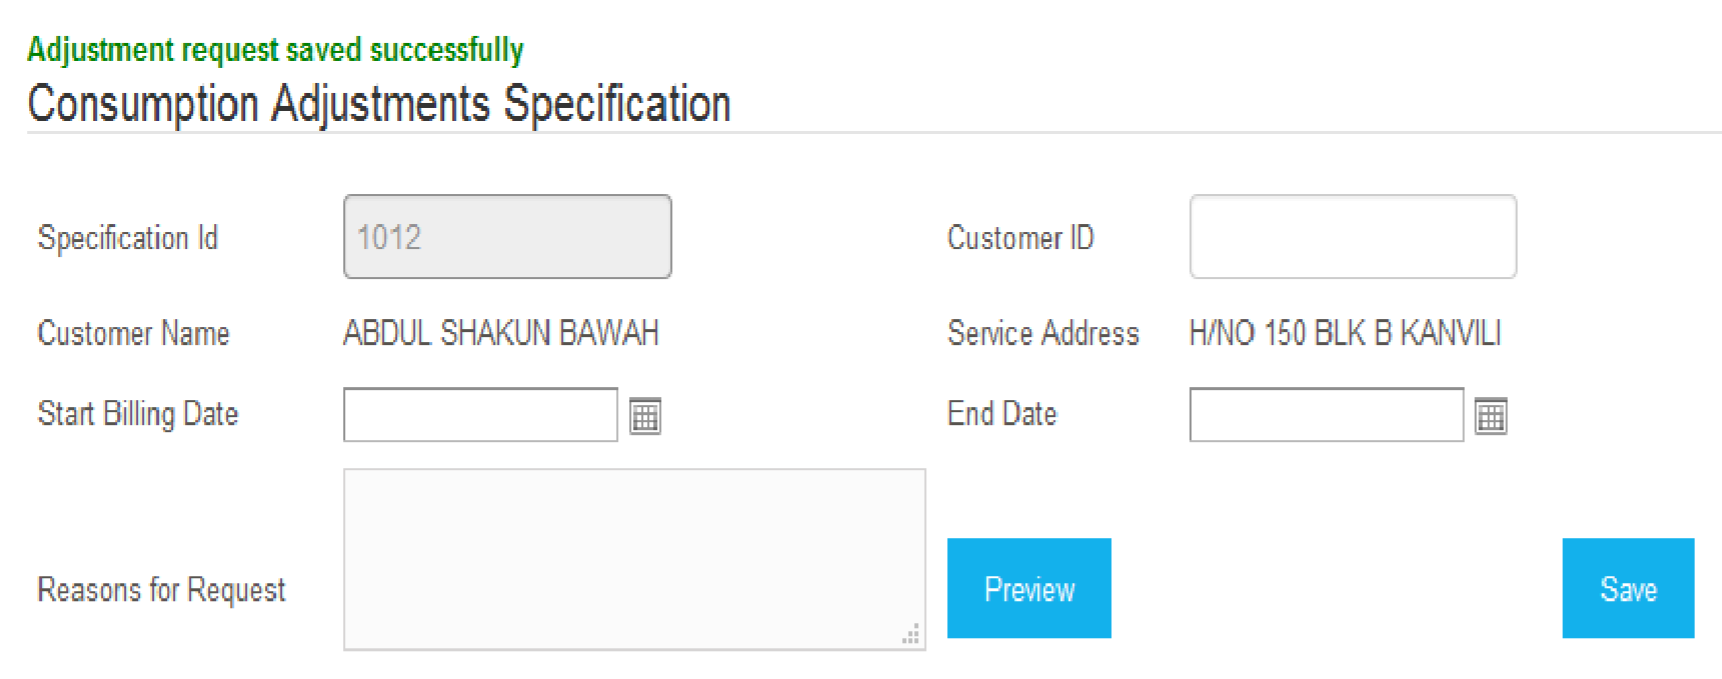 Adjustment request saved successfully
Consumption Adjustments Specification
Specification Id 1012 Customer ID
Customer Name ABDUL SHAKUN BAWAH Service Address H/NO 150 BLK B KANVILI
Start Billing Date End Date
Reasons for Request Preview Save